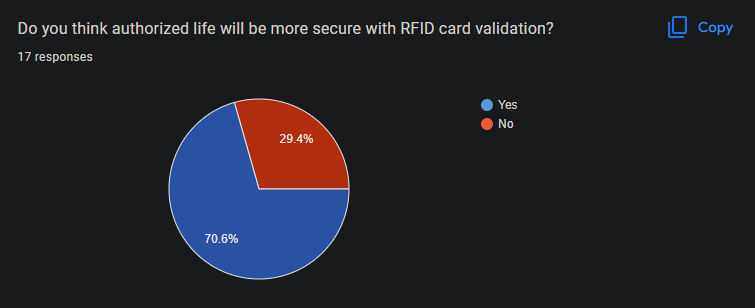 Do you think authorized life will be more secure with RFID card validation?
Copy
17 responses
Yes
No
29.4%
70.6%